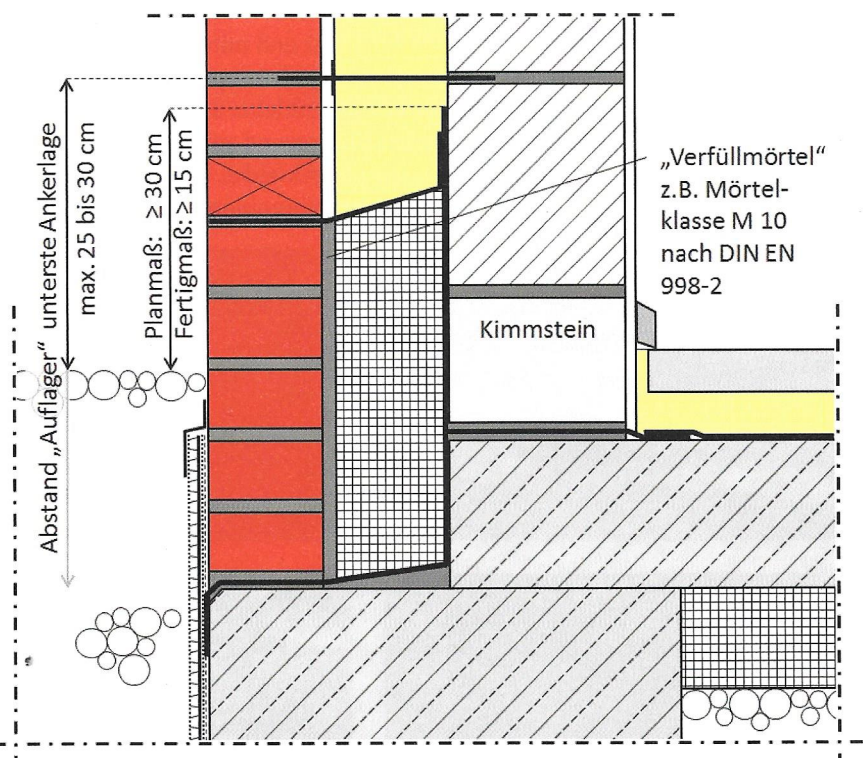 Abstand „Auflager“ unterste Ankerlage
max. 25 bis 30 cm
Planmaß: ≥ 30 cm
Fertigmaß: ≥ 15 cm
„Verfüllmörtel“
z.B. Mörtel-
klasse M 10
nach DIN EN
998-2
Kimmstein